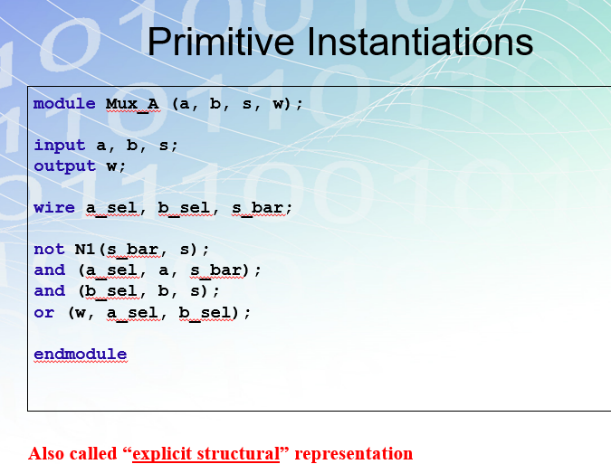 Primitive Instantiations
module Mux_A (a, b, s, w);
input a, b, s;
output w;
wire a_sel, b_sel, s_bar;
not N1(s_bar, s);
and (a_sel, a, s_bar);
and (b_sel, b, s);
or (w, a_sel, b_sel);
endmodule
Also called “explicit structural” representation